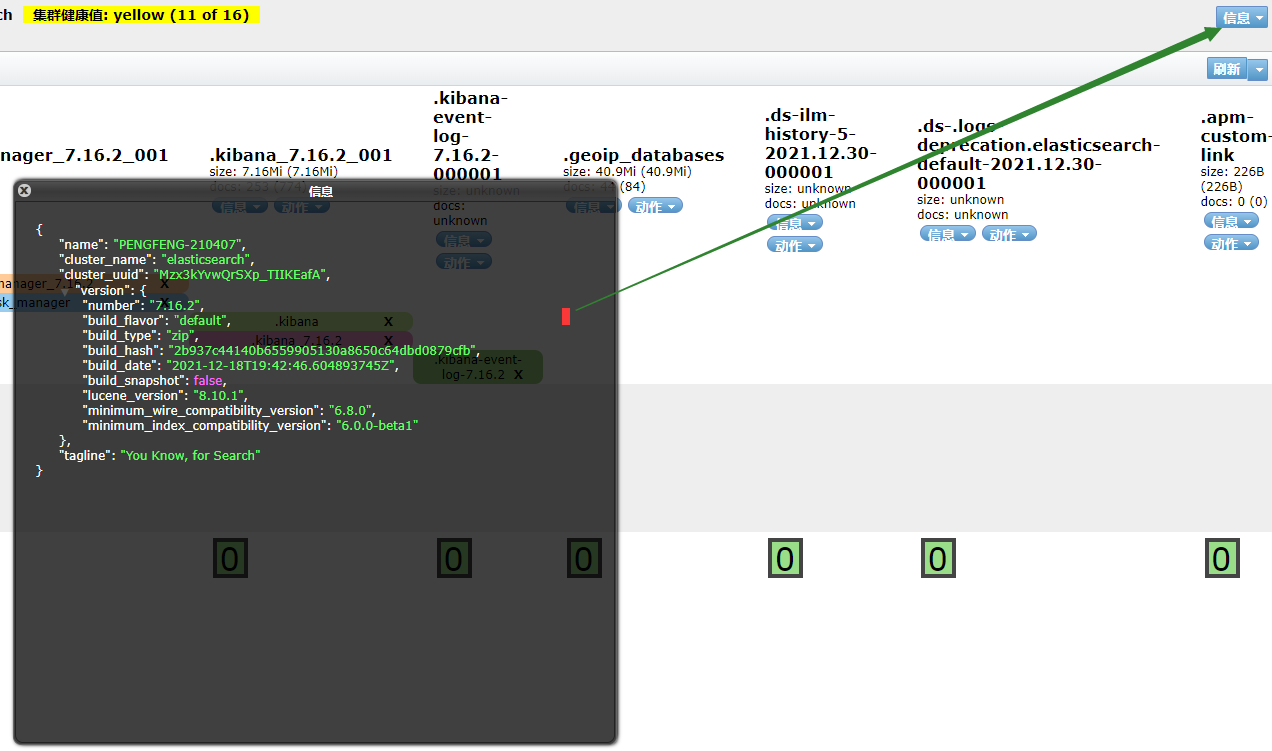 ch 集群健康值: yellow (11 of 16) 信息
刷新
nager_7.16.2_001
size: 7.16Mi (7.16Mi)
docs: 253 (774)
.kibana_7.16.2_001
信息 动作
.kibana-
event-
log-
7.16.2-
000001
size: unknown
docs:
unknown
信息
动作
.geoip_databases
size: 40.9Mi (40.9Mi)
docs: 44 (84)
信息 动作
.ds-ilm-
history-5-
2021.12.30-
000001
size: unknown
docs: unknown
信息
动作
.ds-.logs-
deprecation.elasticsearch-
default-2021.12.30-
000001
size: unknown
docs: unknown
信息 动作
.apm-
custom-
link
size: 226B
(226B)
docs: 0 (0)
信息
动作
信息
{
"name": "PENGFENG-210407",
"cluster_name": "elasticsearch",
"cluster_uuid": "Mzx3kYvwQrSXp_TIIKEafA",
"version": {
"number": "7.16.2",
"build_flavor": "default",
"build_type": "zip",
"build_hash": "2b937c44140b6559905130a8650c64dbd0879cfb",
"build_date": "2021-12-18T19:42:46.604893745Z",
"build_snapshot": false,
"lucene_version": "8.10.1",
"minimum_wire_compatibility_version": "6.8.0",
"minimum_index_compatibility_version": "6.0.0-beta1"
},
"tagline": "You Know, for Search"
}
manager_7.16.2 X
sk_manager X
.kibana X
.kibana_7.16.2 X
.kibana-event-
log-7.16.2 X
0 0 0 0 0 0